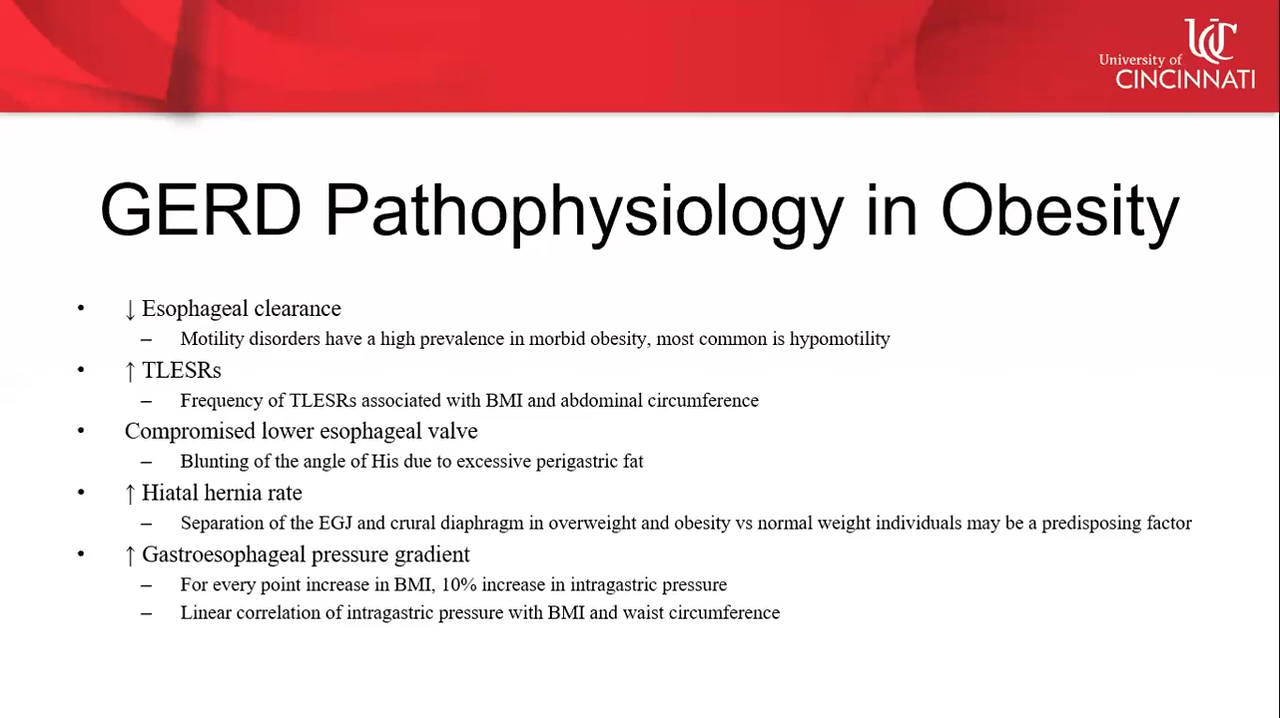 UC
University of
CINCINNATI
GERD Pathophysiology in Obesity
• ↓ Esophageal clearance
– Motility disorders have a high prevalence in morbid obesity, most common is hypomotility
• ↑ TLESRs
– Frequency of TLESRs associated with BMI and abdominal circumference
• Compromised lower esophageal valve
– Blunting of the angle of His due to excessive perigastric fat
• ↑ Hiatal hernia rate
– Separation of the EGJ and crural diaphragm in overweight and obesity vs normal weight individuals may be a predisposing factor
• ↑ Gastroesophageal pressure gradient
– For every point increase in BMI, 10% increase in intragastric pressure
– Linear correlation of intragastric pressure with BMI and waist circumference